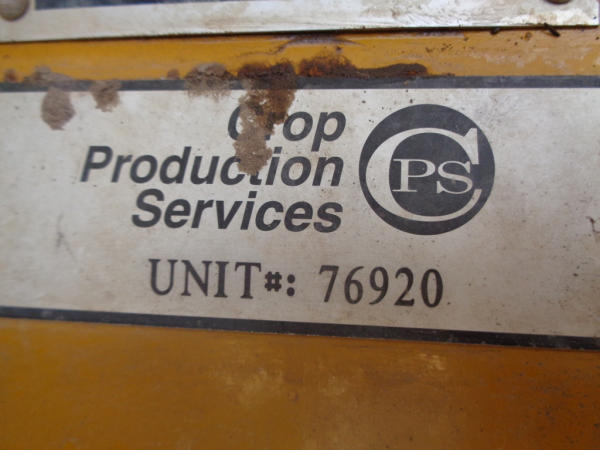 Crop
Production
Services
CPS
UNIT#: 76920